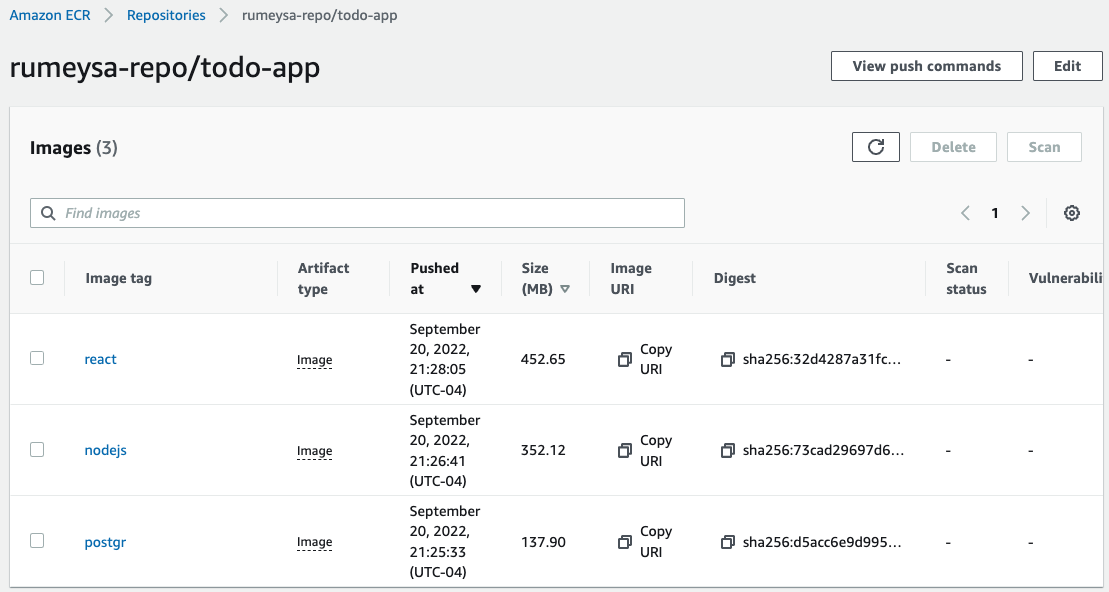 Amazon ECR > Repositories > rumeysa-repo/todo-app
rumeysa-repo/todo-app
View push commands
Edit
Images (3)
Delete
Scan
Find images
1
Image tag
Artifact
type
Pushed
at
Size
(MB)
Image
URI
Digest
Scan
status
Vulnerabili
react
Image
September
20, 2022,
21:28:05
(UTC-04)
452.65
Copy
URI
sha256:32d4287a31fc...
-
-
nodejs
Image
September
20, 2022,
21:26:41
(UTC-04)
352.12
Copy
URI
sha256:73cad29697d6...
-
-
postgr
Image
September
20, 2022,
21:25:33
(UTC-04)
137.90
Copy
URI
sha256:d5acc6e9d995...
-
-